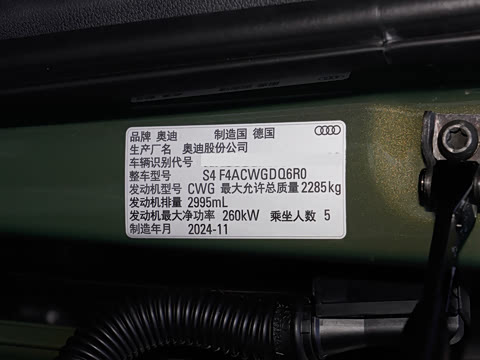 品牌 奥迪 制造国 德国
生产厂名 奥迪股份公司
车辆识别代号
整车型号 S4 F4ACWGDQ6R0
发动机型号 CWG 最大允许总质量 2285kg
发动机排量 2995mL
发动机最大净功率 260kW 乘坐人数 5
制造年月 2024-11